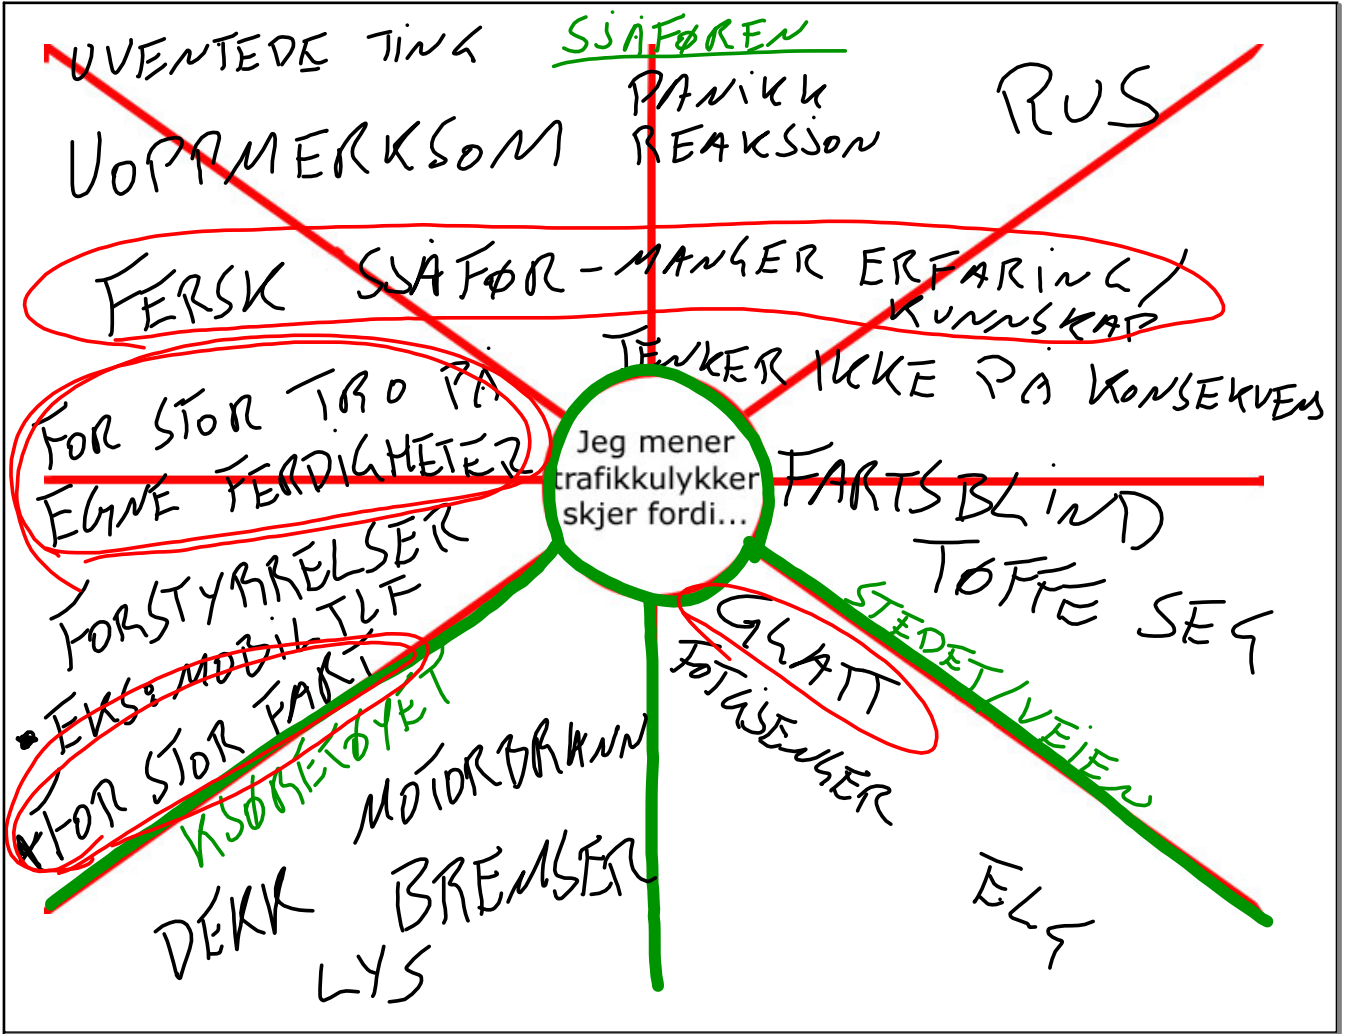 SJÅFØREN
UVENTEDE TING
PANIKK
REAKSJON
RUS
UOPPMERKSOM
FERSK SJÅFØR - MANGLER ERFARING /
KUNNSKAP
TENKER IKKE PÅ KONSEKVENS
FOR STOR TRO PÅ
EGNE FERDIGHETER
Jeg mener
trafikkulykker
skjer fordi...
FARTSBLIND
TØFFE SEG
FORSTYRRELSER
• EKS: MOBILTLF
FOR STOR FART
STEDET/VEIEN
GLATT
FOTGJENGER
ELG
KJØRETØYET
MOTORBRANN
DEKK
BREMSER
LYS